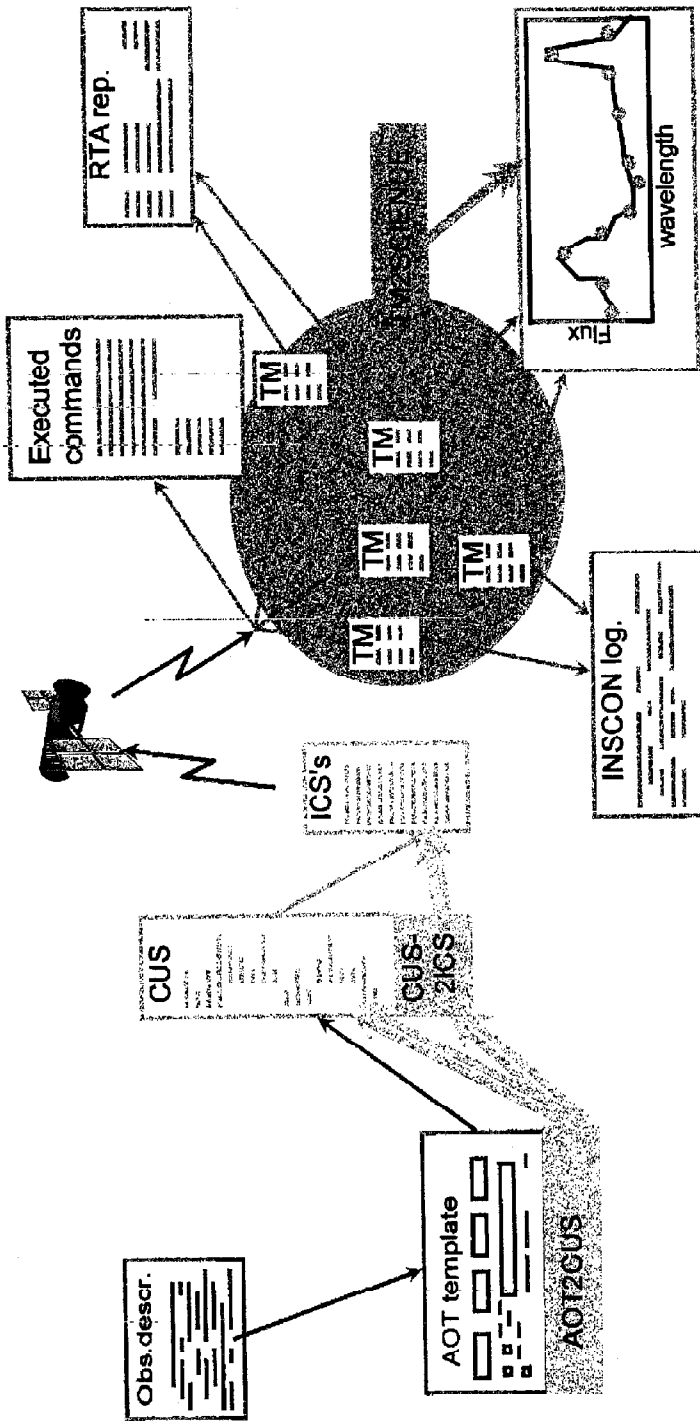 Obs.descr.
AOT template
AOT2CUS
CUS
CUS-
2ICS
ICS's
Executed
commands
RTA rep.
TM
TM
TM
TM
TM
TM2SCIENCE
INSCON log.
Flux
wavelength